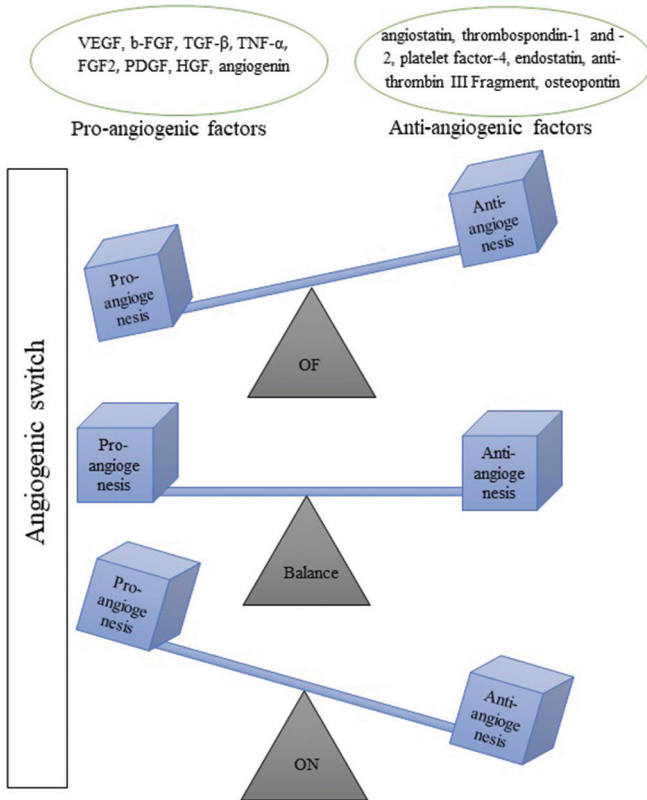 VEGF, b-FGF, TGF-β, TNF-α,
FGF2, PDGF, HGF, angiogenin
Pro-angiogenic factors
angiostatin, thrombospondin-1 and -
2, platelet factor-4, endostatin, anti-
thrombin III Fragment, osteopontin
Anti-angiogenic factors
Angiogenic switch
Pro-
angioge
nesis
Anti-
angioge
nesis
OF
Pro-
angioge
nesis
Anti-
angioge
nesis
Balance
Pro-
angioge
nesis
Anti-
angioge
nesis
ON